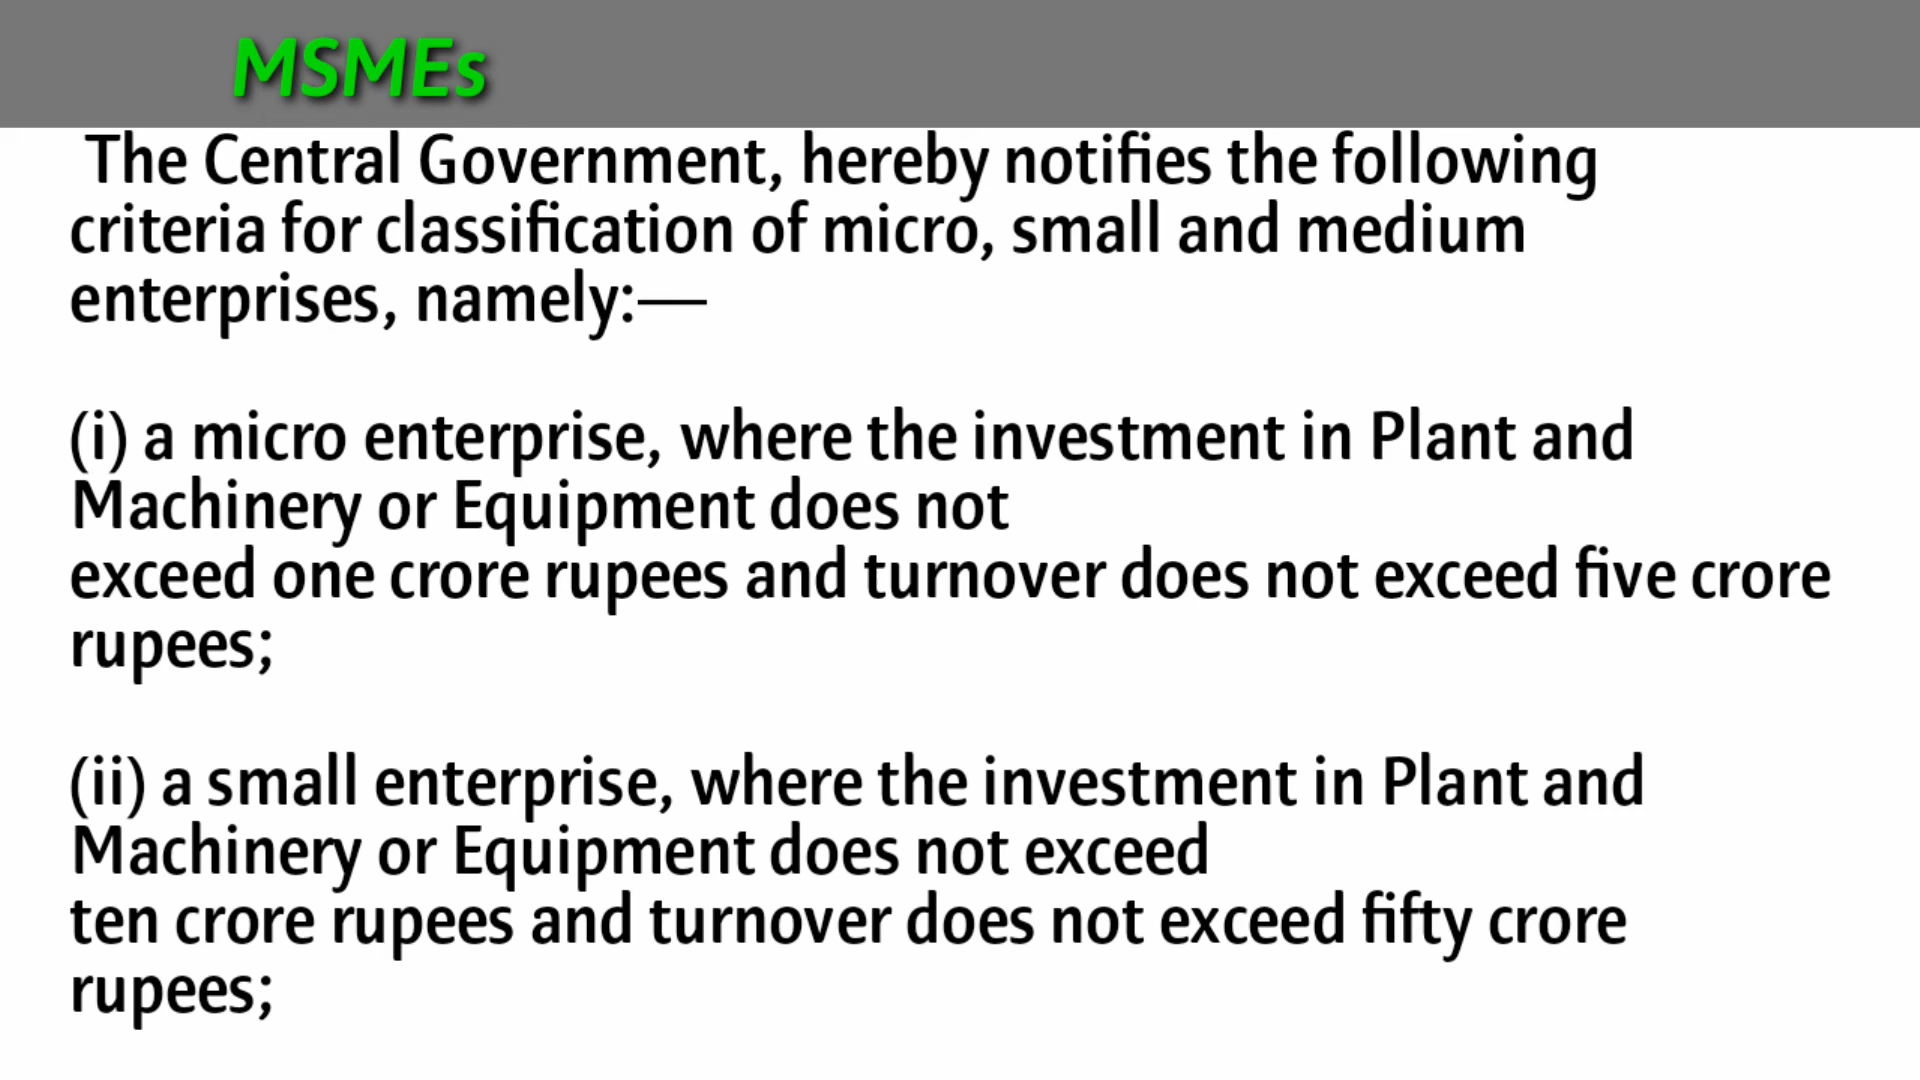 MSMEs
The Central Government, hereby notifies the following
criteria for classification of micro, small and medium
enterprises, namely:—
(i) a micro enterprise, where the investment in Plant and
Machinery or Equipment does not
exceed one crore rupees and turnover does not exceed five crore
rupees;
(ii) a small enterprise, where the investment in Plant and
Machinery or Equipment does not exceed
ten crore rupees and turnover does not exceed fifty crore
rupees;